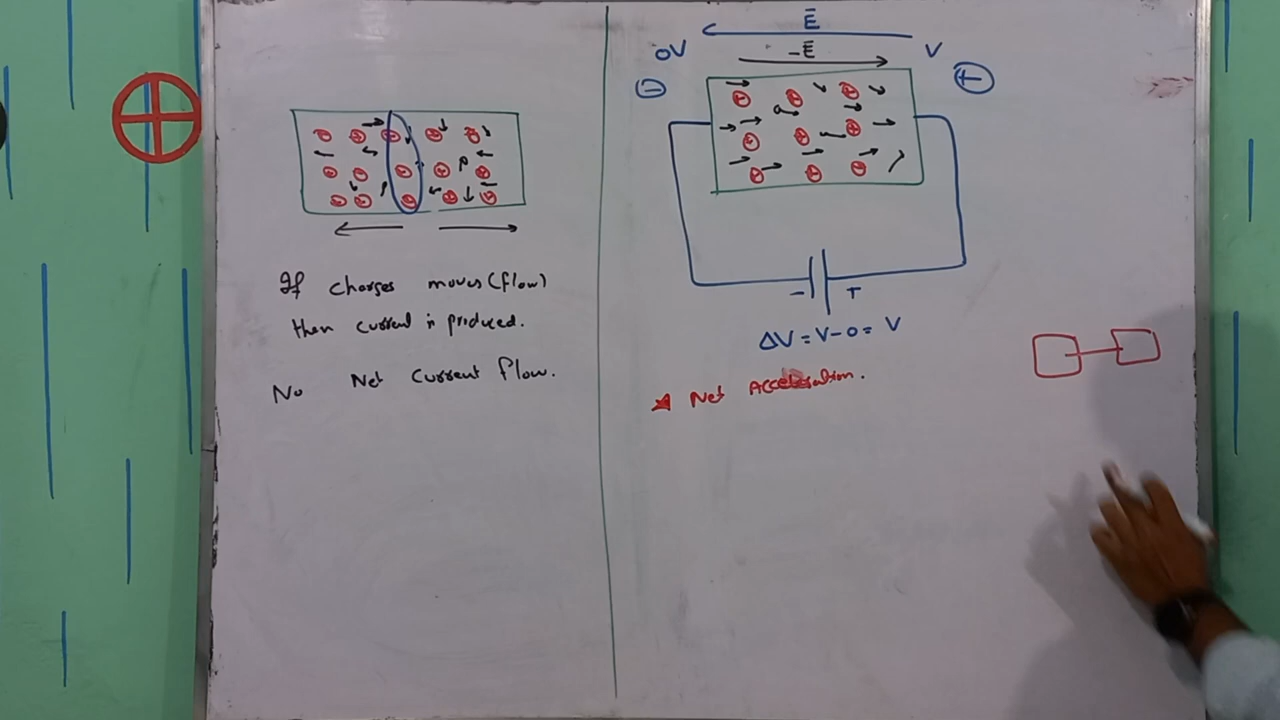 If charges moves (flow)
then current is produced.
No Net Current flow.
E
0V
-E
V
-
+
- +
ΔV = V-0 = V
★ Net Acceleration.